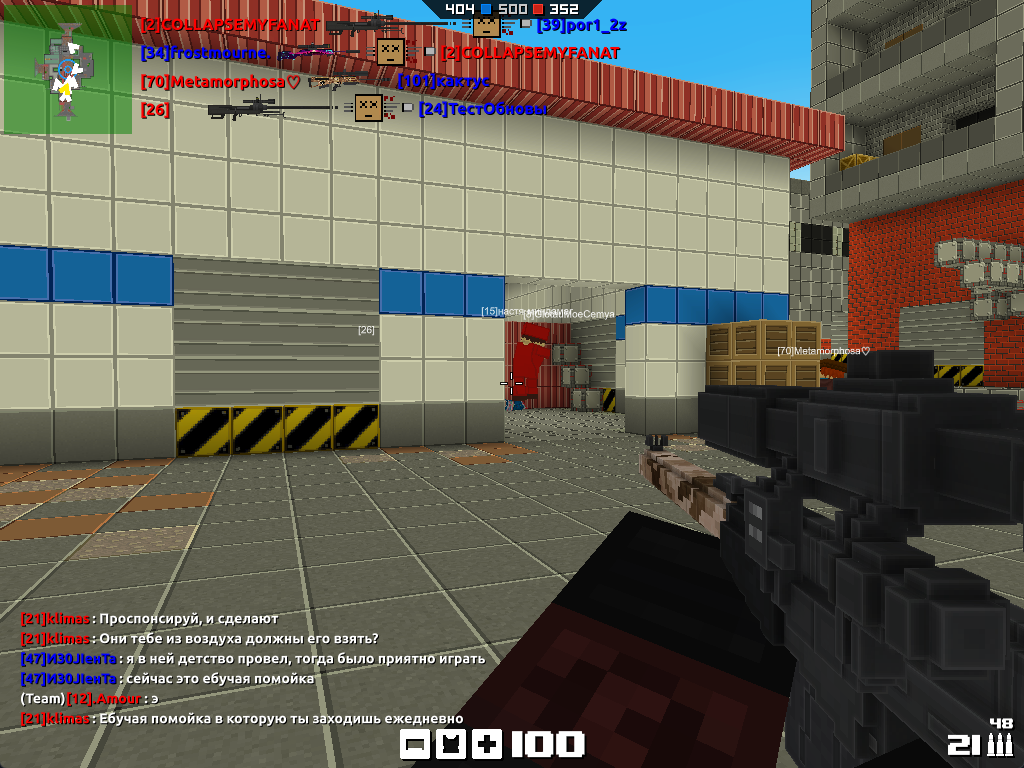 404 500 352
[2]COLLAPSEMYFANAT [39]por1_2z
[34]frostmourne. [2]COLLAPSEMYFANAT
[70]Metamorphosa♡ [101]кактус
[26] [24]ТестОбновы
[26]
[70]Metamorphosa♡
[21]klimas : Проспонсируй, и сделают
[21]klimas : Они тебе из воздуха должны его взять?
[47]И30JIенТа : я в ней детство провел, тогда было приятно играть
[47]И30JIенТа : сейчас это ебучая помойка
(Team)[12].Amour : э
[21]klimas : Ебучая помойка в которую ты заходишь ежедневно
100
48
21